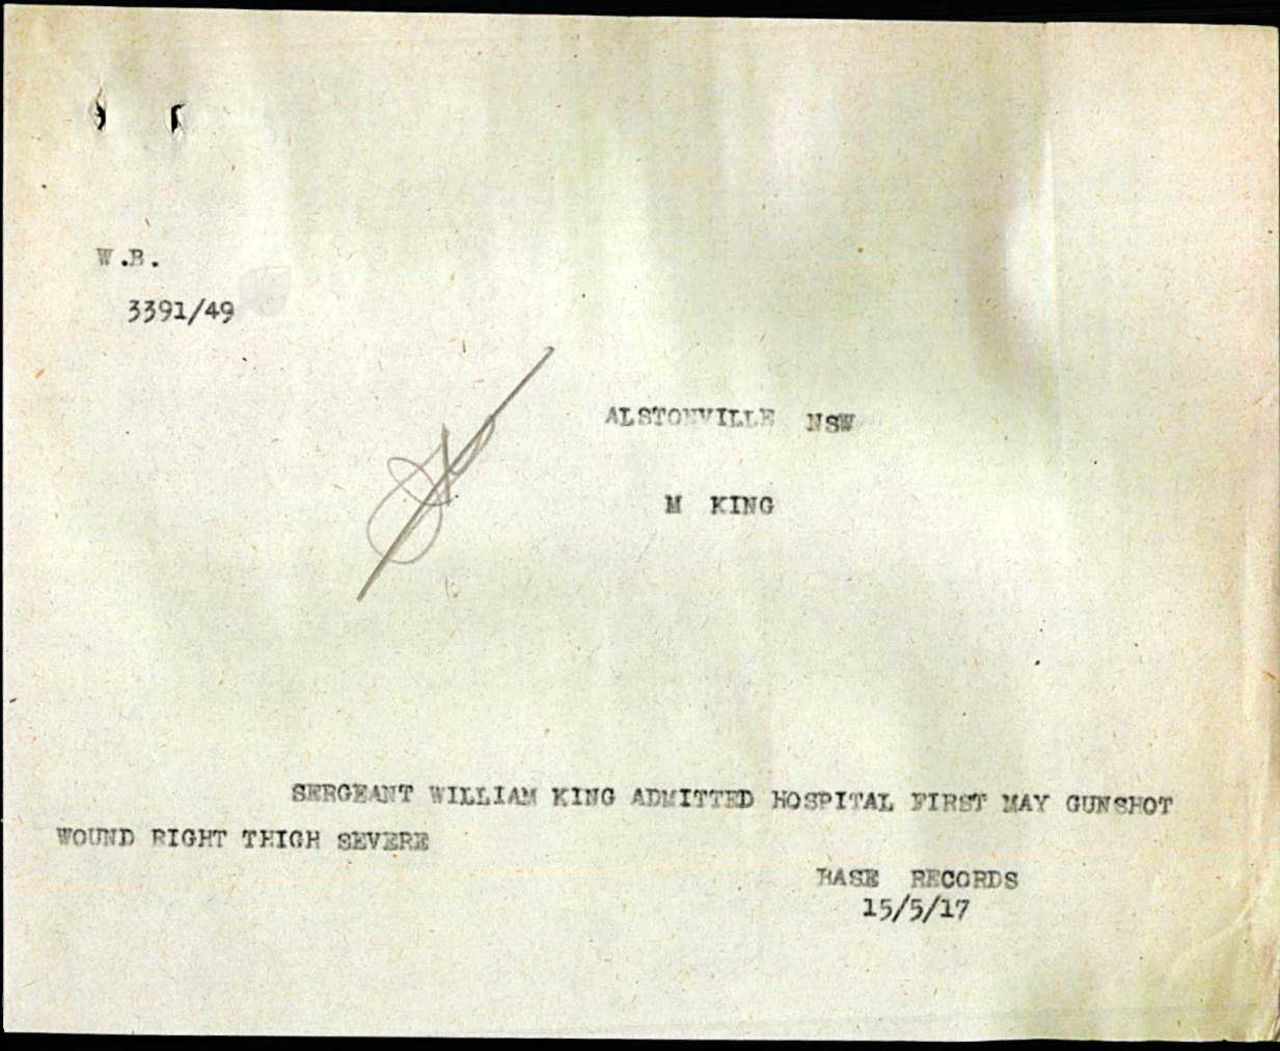 W.B.
3391/49
ALSTONVILLE NSW
M KING
SERGEANT WILLIAM KING ADMITTED HOSPITAL FIRST MAY GUNSHOT
WOUND RIGHT THIGH SEVERE
BASE RECORDS
15/5/17